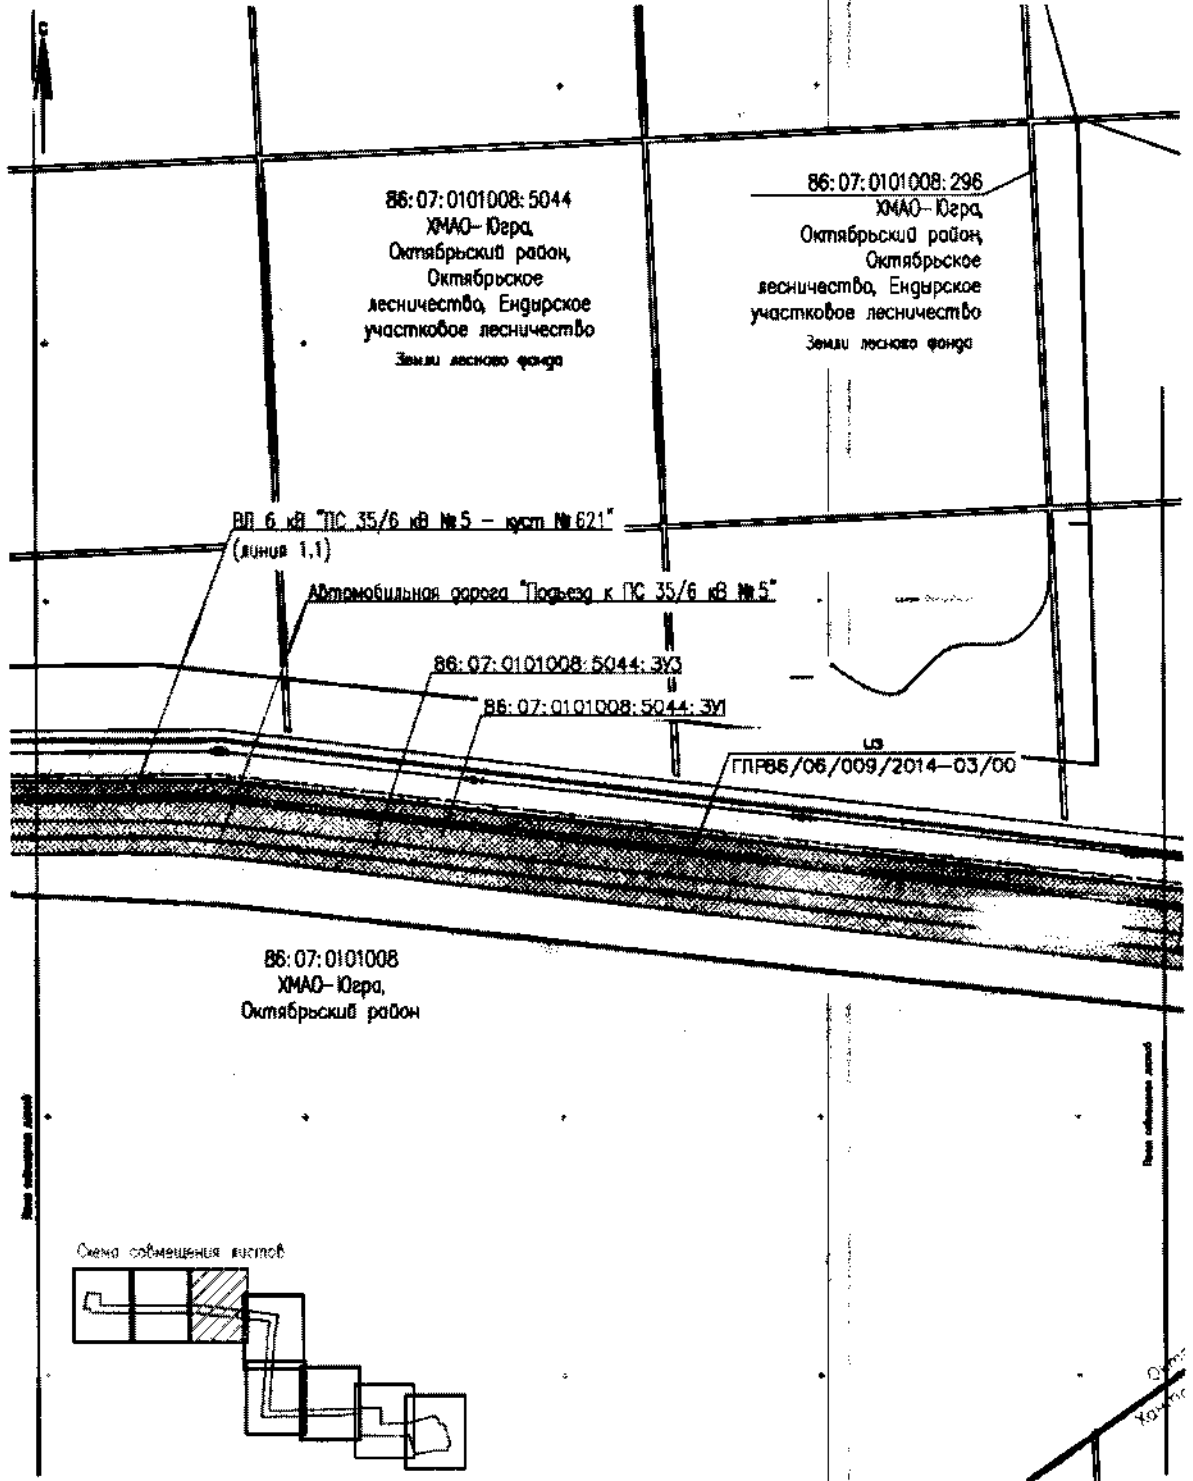 С
86:07:0101008:5044
ХМАО-Югра,
Октябрьский район,
Октябрьское
лесничество, Ендырское
участковое лесничество
Земли лесного фонда
86:07:0101008:296
ХМАО-Югра,
Октябрьский район,
Октябрьское
лесничество, Ендырское
участковое лесничество
Земли лесного фонда
ВЛ 6 кВ "ПС 35/6 кВ №5 - куст №621"
(линия 1,1)
Автомобильная дорога "Подъезд к ПС 35/6 кВ №5"
86:07:0101008:5044:ЗУ3
86:07:0101008:5044:ЗУ1
из
ГЛР86/06/009/2014-03/00
86:07:0101008
ХМАО-Югра,
Октябрьский район
Линия совмещения листов
Линия совмещения листов
Схема совмещения листов